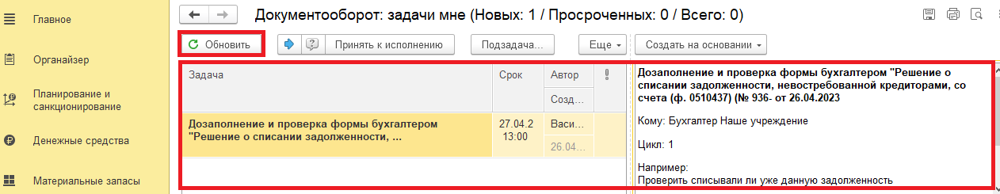 Главное
Органайзер
Планирование и
санкционирование
Денежные средства
Материальные запасы
Документооборот: задачи мне (Новых: 1 / Просроченных: 0 / Всего: 0)
Обновить
Принять к исполнению
Подзадача...
Еще
Создать на основании
Задача
Срок
Автор
Созд...
Дозаполнение и проверка формы бухгалтером
"Решение о списании задолженности, ...
27.04.2
13:00
Васи...
26.04...
Дозаполнение и проверка формы бухгалтером "Решение о
списании задолженности, невостребованной кредиторами, со
счета (ф. 0510437) (№ 936- от 26.04.2023
Кому: Бухгалтер Наше учреждение
Цикл: 1
Например:
Проверить списывали ли уже данную задолженность